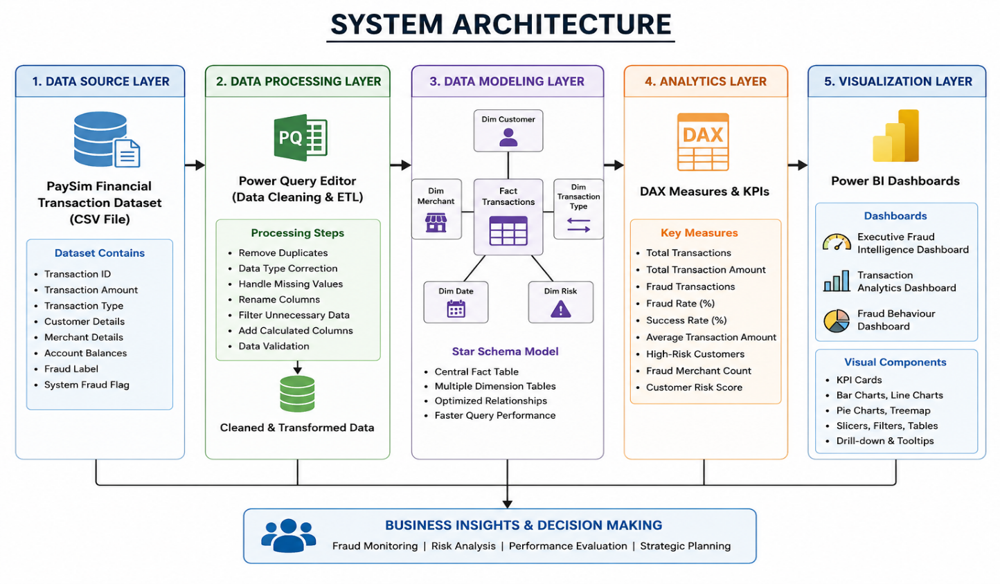 SYSTEM ARCHITECTURE
1. DATA SOURCE LAYER
PaySim Financial
Transaction Dataset
(CSV File)
Dataset Contains
• Transaction ID
• Transaction Amount
• Transaction Type
• Customer Details
• Merchant Details
• Account Balances
• Fraud Label
• System Fraud Flag
2. DATA PROCESSING LAYER
PQ
Power Query Editor
(Data Cleaning & ETL)
Processing Steps
• Remove Duplicates
• Data Type Correction
• Handle Missing Values
• Rename Columns
• Filter Unnecessary Data
• Add Calculated Columns
• Data Validation
Cleaned & Transformed Data
3. DATA MODELING LAYER
Dim Customer
Dim
Merchant
Fact
Transactions
Dim
Transaction
Type
Dim Date
Dim Risk
Star Schema Model
• Central Fact Table
• Multiple Dimension Tables
• Optimized Relationships
• Faster Query Performance
4. ANALYTICS LAYER
DAX
DAX Measures & KPIs
Key Measures
• Total Transactions
• Total Transaction Amount
• Fraud Transactions
• Fraud Rate (%)
• Success Rate (%)
• Average Transaction Amount
• High-Risk Customers
• Fraud Merchant Count
• Customer Risk Score
5. VISUALIZATION LAYER
Power BI Dashboards
Dashboards
Executive Fraud
Intelligence Dashboard
Transaction
Analytics Dashboard
Fraud Behaviour
Dashboard
Visual Components
• KPI Cards
• Bar Charts, Line Charts
• Pie Charts, Treemap
• Slicers, Filters, Tables
• Drill-down & Tooltips
BUSINESS INSIGHTS & DECISION MAKING
Fraud Monitoring | Risk Analysis | Performance Evaluation | Strategic Planning